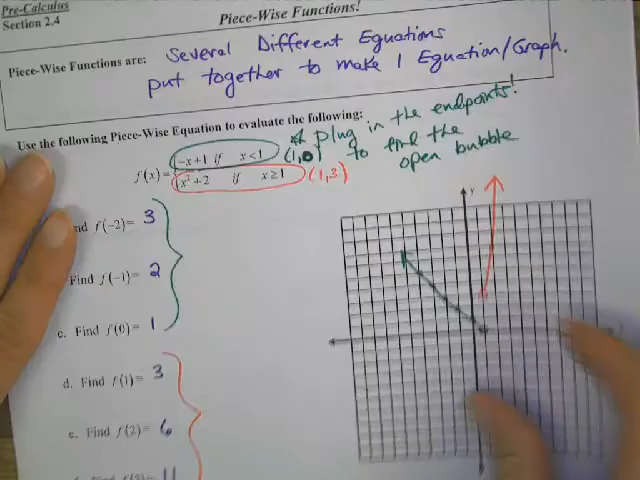 Pre-Calculus
Section 2.4
Piece-Wise Functions!
Piece-Wise Functions are: Several Different Equations
put together to make 1 Equation/Graph.
Use the following Piece-Wise Equation to evaluate the following:
* plug in the endpoints!
to find the
open bubble
f(x)= -x+1 if x<1 (1,0)
x²+2 if x≥1 (1,3)
y
nd f(-2)= 3
Find f(-1)= 2
c. Find f(0)= 1
d. Find f(1)= 3
e. Find f(2)= 6
11